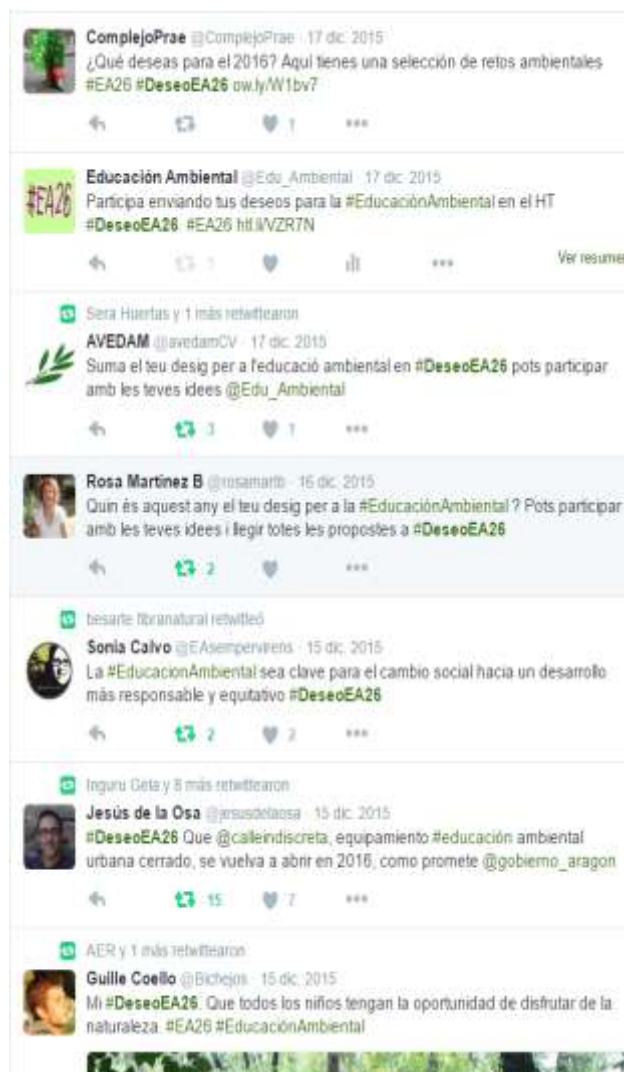 ComplejoPrae @ComplejoPrae · 17 dic. 2015
¿Qué deseas para el 2016? Aquí tienes una selección de retos ambientales
#EA26 #DeseoEA26 ow.ly/W1bv7
1
#EA26
Educación Ambiental @Edu_Ambiental · 17 dic. 2015
Participa enviando tus deseos para la #EducaciónAmbiental en el HT
#DeseoEA26 #EA26 htl.li/VZR7N
1
Ver resumen
Sera Huertas y 1 más retwittearon
AVEDAM @avedamCV · 17 dic. 2015
Suma el teu desig per a l'educació ambiental en #DeseoEA26 pots participar
amb les teves idees @Edu_Ambiental
3 1
Rosa Martinez B @rosamartb · 16 dic. 2015
Quin és aquest any el teu desig per a la #EducaciónAmbiental ? Pots participar
amb les teves idees i llegir totes les propostes a #DeseoEA26
2
besarte fibranatural retwitteó
Sonia Calvo @EAsempervirens · 15 dic. 2015
La #EducacionAmbiental sea clave para el cambio social hacia un desarrollo
más responsable y equitativo #DeseoEA26
2 2
Inguru Geta y 8 más retwittearon
Jesús de la Osa @jesusdelaosa · 15 dic. 2015
#DeseoEA26 Que @calleindiscreta, equipamiento #educación ambiental
urbana cerrado, se vuelva a abrir en 2016, como promete @gobierno_aragon
15 7
AER y 1 más retwittearon
Guille Coello @Bichejos · 15 dic. 2015
Mi #DeseoEA26. Que todos los niños tengan la oportunidad de disfrutar de la
naturaleza. #EA26 #EducaciónAmbiental